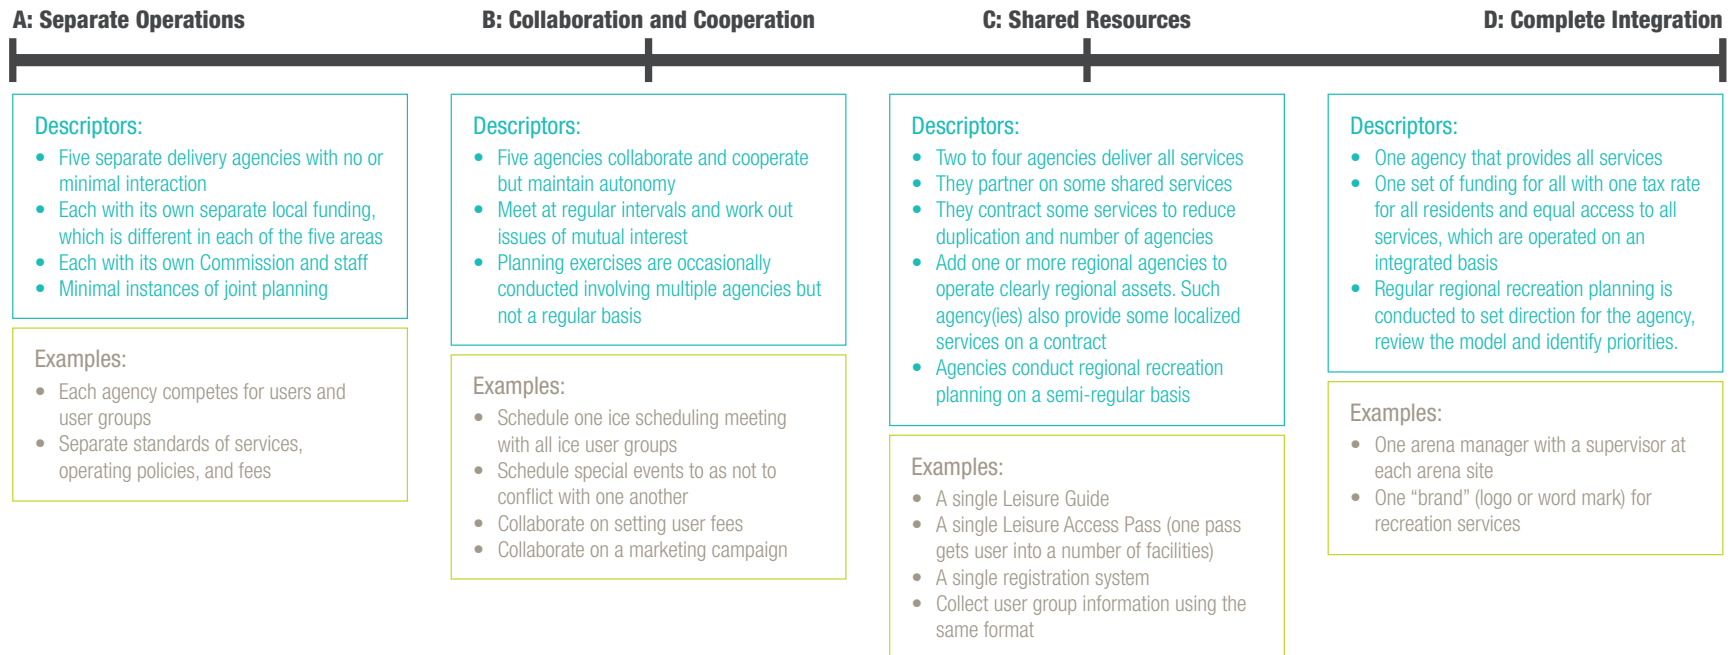 A: Separate Operations
B: Collaboration and Cooperation
C: Shared Resources
D: Complete Integration
Descriptors:
• Five separate delivery agencies with no or
minimal interaction
• Each with its own separate local funding,
which is different in each of the five areas
• Each with its own Commission and staff
• Minimal instances of joint planning
Examples:
• Each agency competes for users and
user groups
• Separate standards of services,
operating policies, and fees
Descriptors:
• Five agencies collaborate and cooperate
but maintain autonomy
• Meet at regular intervals and work out
issues of mutual interest
• Planning exercises are occasionally
conducted involving multiple agencies but
not a regular basis
Examples:
• Schedule one ice scheduling meeting
with all ice user groups
• Schedule special events to as not to
conflict with one another
• Collaborate on setting user fees
• Collaborate on a marketing campaign
Descriptors:
• Two to four agencies deliver all services
• They partner on some shared services
• They contract some services to reduce
duplication and number of agencies
• Add one or more regional agencies to
operate clearly regional assets. Such
agency(ies) also provide some localized
services on a contract
• Agencies conduct regional recreation
planning on a semi-regular basis
Examples:
• A single Leisure Guide
• A single Leisure Access Pass (one pass
gets user into a number of facilities)
• A single registration system
• Collect user group information using the
same format
Descriptors:
• One agency that provides all services
• One set of funding for all with one tax rate
for all residents and equal access to all
services, which are operated on an
integrated basis
• Regular regional recreation planning is
conducted to set direction for the agency,
review the model and identify priorities.
Examples:
• One arena manager with a supervisor at
each arena site
• One “brand” (logo or word mark) for
recreation services